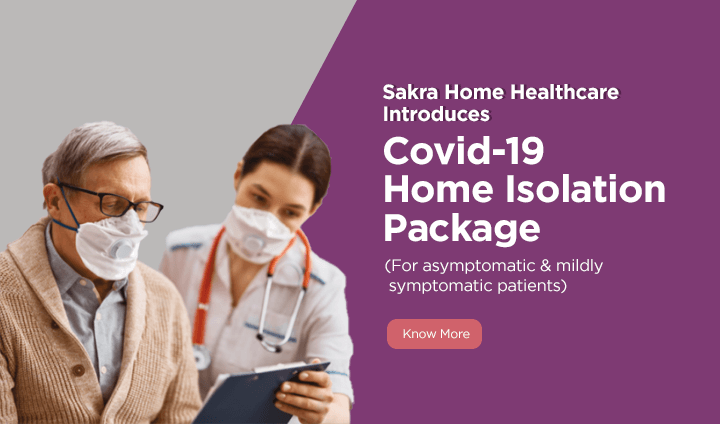 Sakra Home Healthcare
Introduces
Covid-19
Home Isolation
Package
(For asymptomatic & mildly
symptomatic patients)
Know More